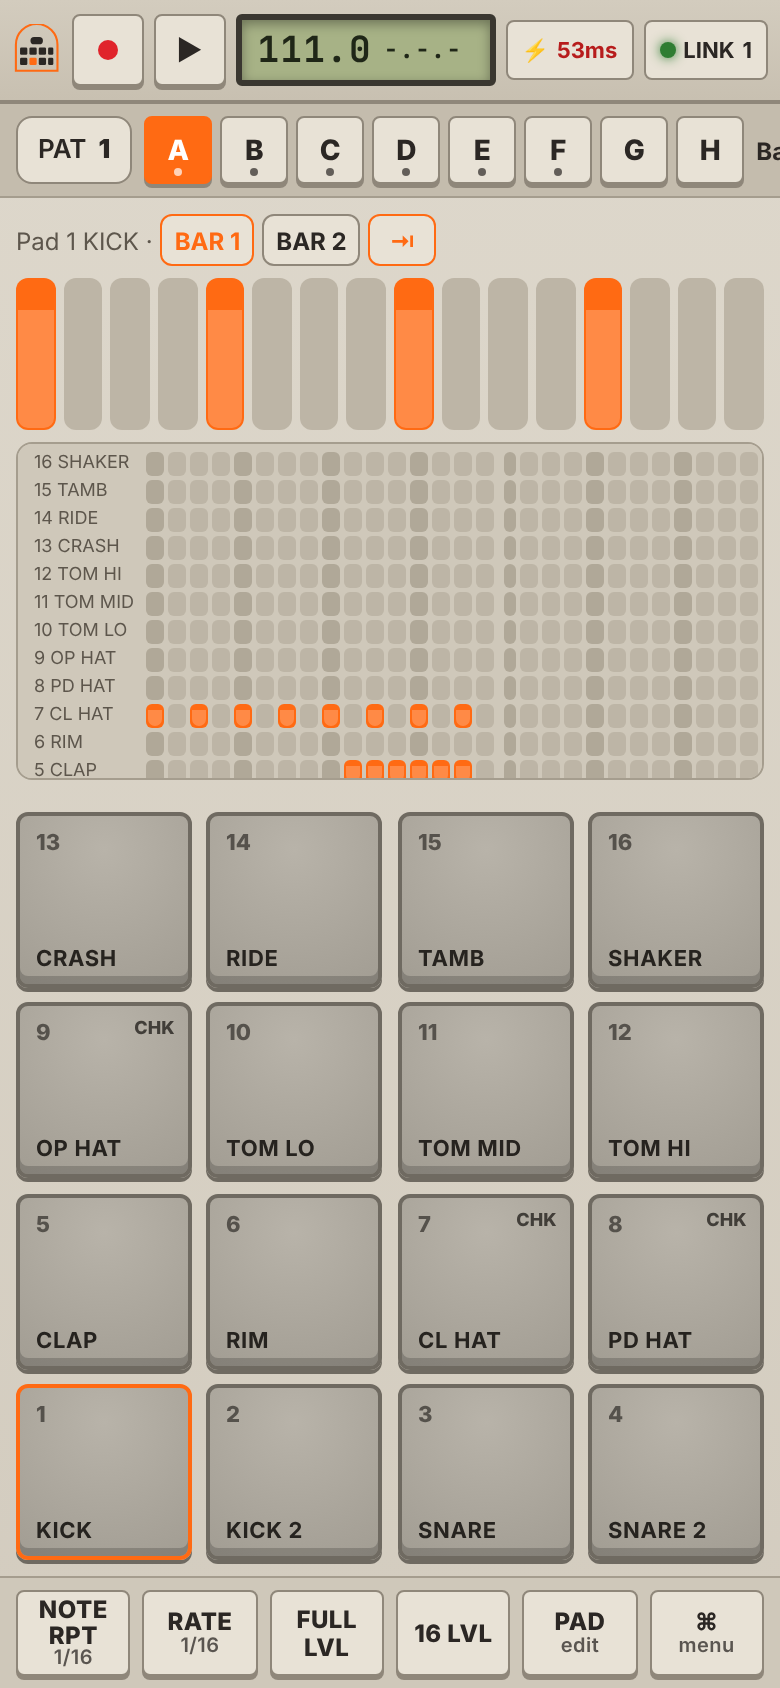 111.0 -.-.-
⚡ 53ms
LINK 1
PAT 1
A B C D E F G H Ba
Pad 1 KICK · BAR 1 BAR 2 ⇥
16 SHAKER
15 TAMB
14 RIDE
13 CRASH
12 TOM HI
11 TOM MID
10 TOM LO
9 OP HAT
8 PD HAT
7 CL HAT
6 RIM
5 CLAP
13 14 15 16
CRASH RIDE TAMB SHAKER
9 CHK 10 11 12
OP HAT TOM LO TOM MID TOM HI
5 6 7 CHK 8 CHK
CLAP RIM CL HAT PD HAT
1 2 3 4
KICK KICK 2 SNARE SNARE 2
NOTE RPT 1/16
RATE 1/16
FULL LVL
16 LVL
PAD edit
⌘ menu